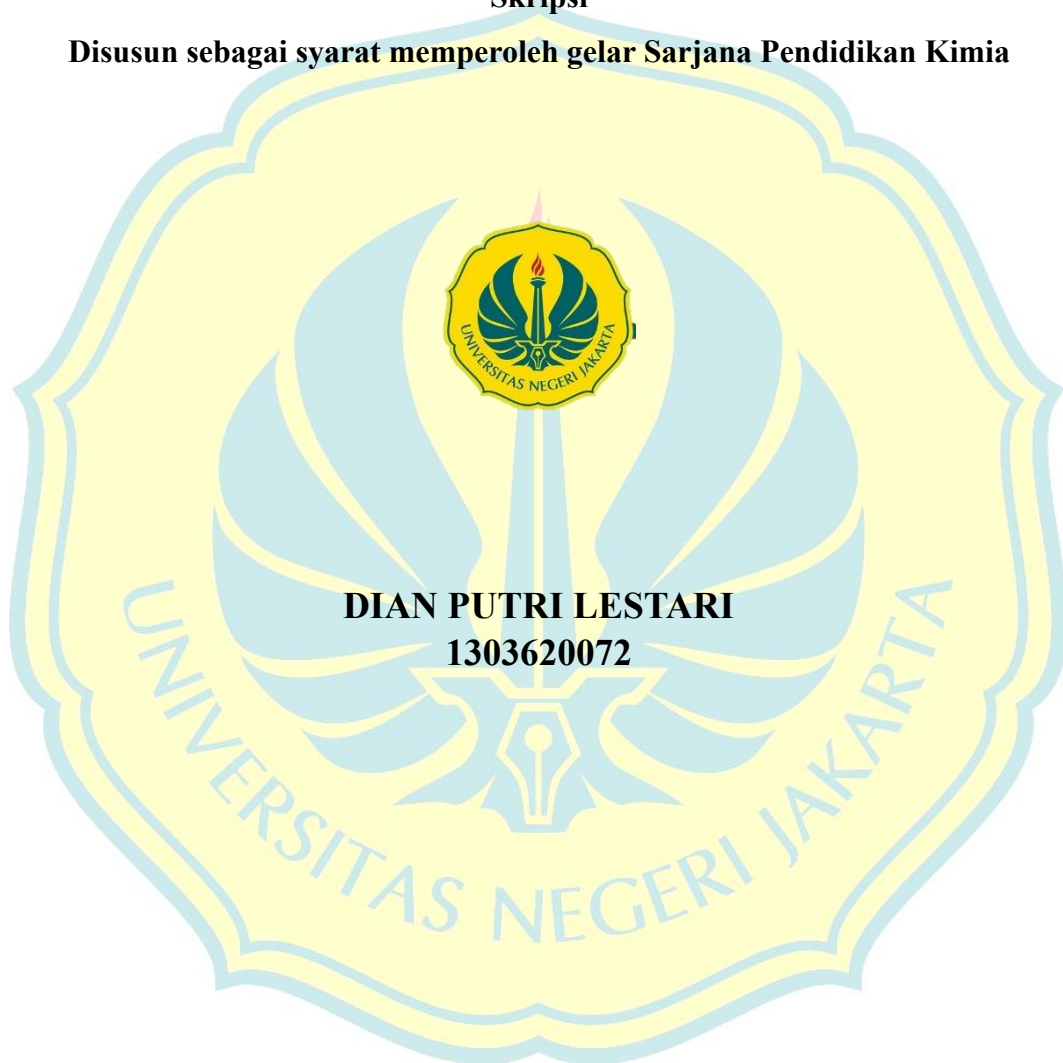 Skripsi
Disusun sebagai syarat memperoleh gelar Sarjana Pendidikan Kimia
UNIVERSITAS NEGERI JAKARTA
DIAN PUTRI LESTARI
1303620072
UNIVERSITAS NEGERI JAKARTA